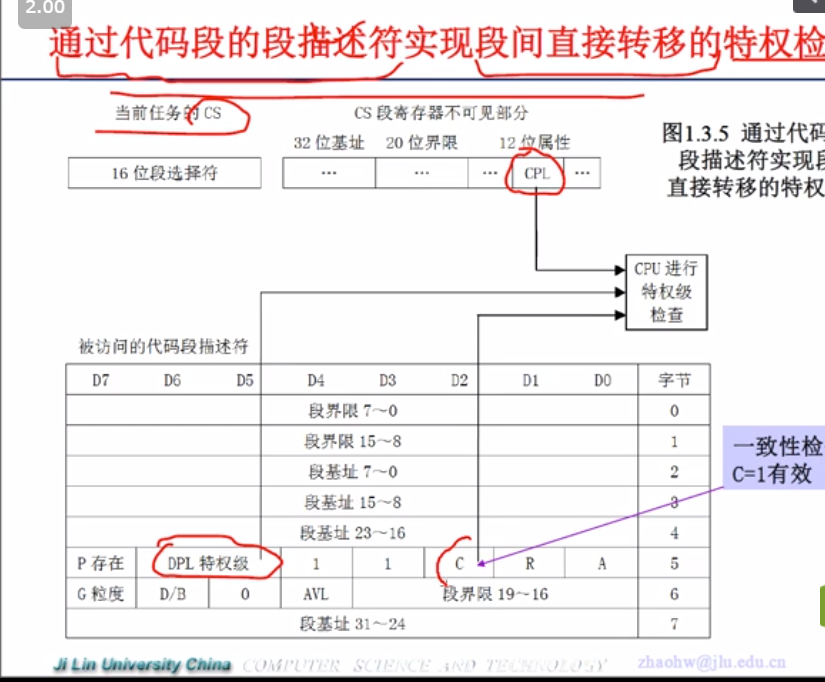 2.00
通过代码段的段描述符实现段间直接转移的特权检
当前任务的 CS
CS 段寄存器不可见部分
32 位基址 20 位界限 12 位属性
16 位段选择符
… … … CPL …
图1.3.5 通过代码
段描述符实现段
直接转移的特权
CPU 进行
特权级
检查
被访问的代码段描述符
D7 D6 D5 D4 D3 D2 D1 D0 字节
段界限 7～0 0
段界限 15～8 1
段基址 7～0 2
段基址 15～8 3
段基址 23～16 4
P 存在 DPL 特权级 1 1 C R A 5
G 粒度 D/B 0 AVL 段界限 19～16 6
段基址 31～24 7
一致性检
C=1有效
Ji Lin University China COMPUTER SCIENCE AND TECHNOLOGY zhaohw@jlu.edu.cn